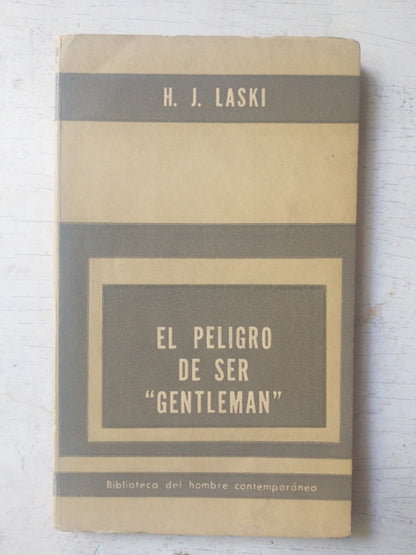 H. J. LASKI
EL PELIGRO
DE SER
“GENTLEMAN”
Biblioteca del hombre contemporáneo